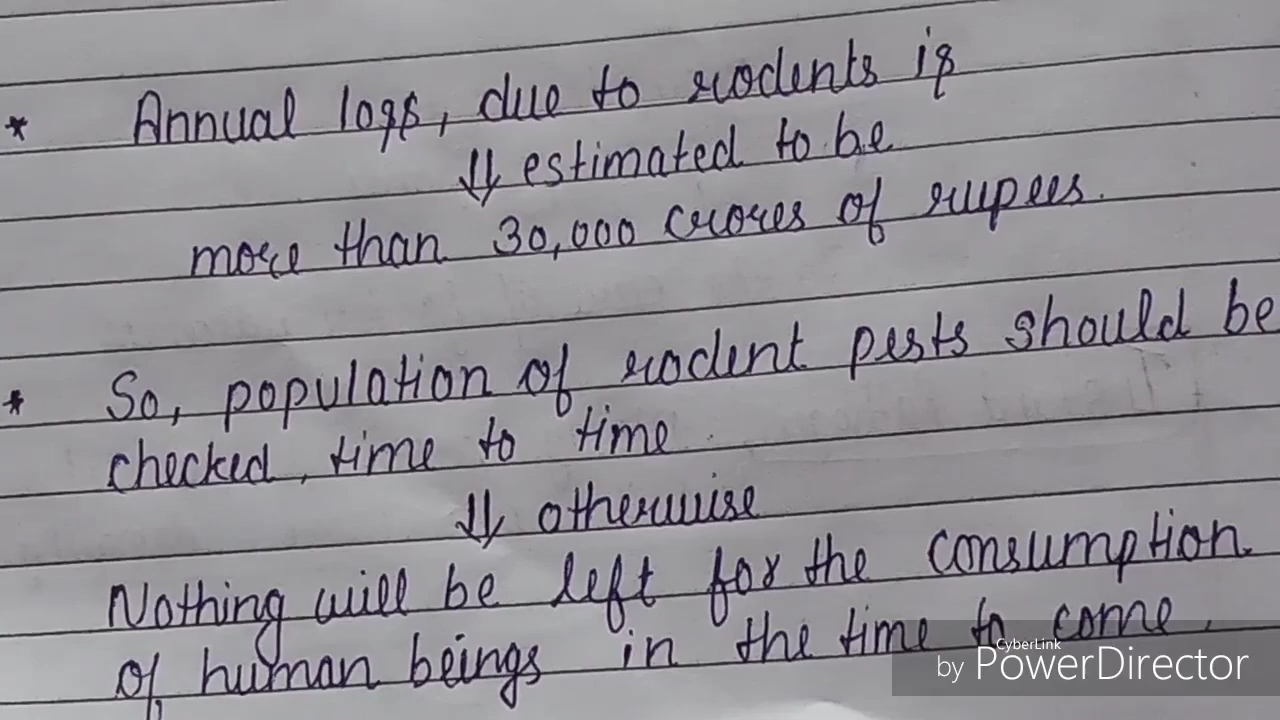 * Annual loss, due to rodents is
⇓ estimated to be
more than 30,000 crores of rupees.
* So, population of rodent pests should be
checked, time to time
⇓ otherwise
Nothing will be left for the consumption
of human beings in the time to come.
CyberLink
by PowerDirector